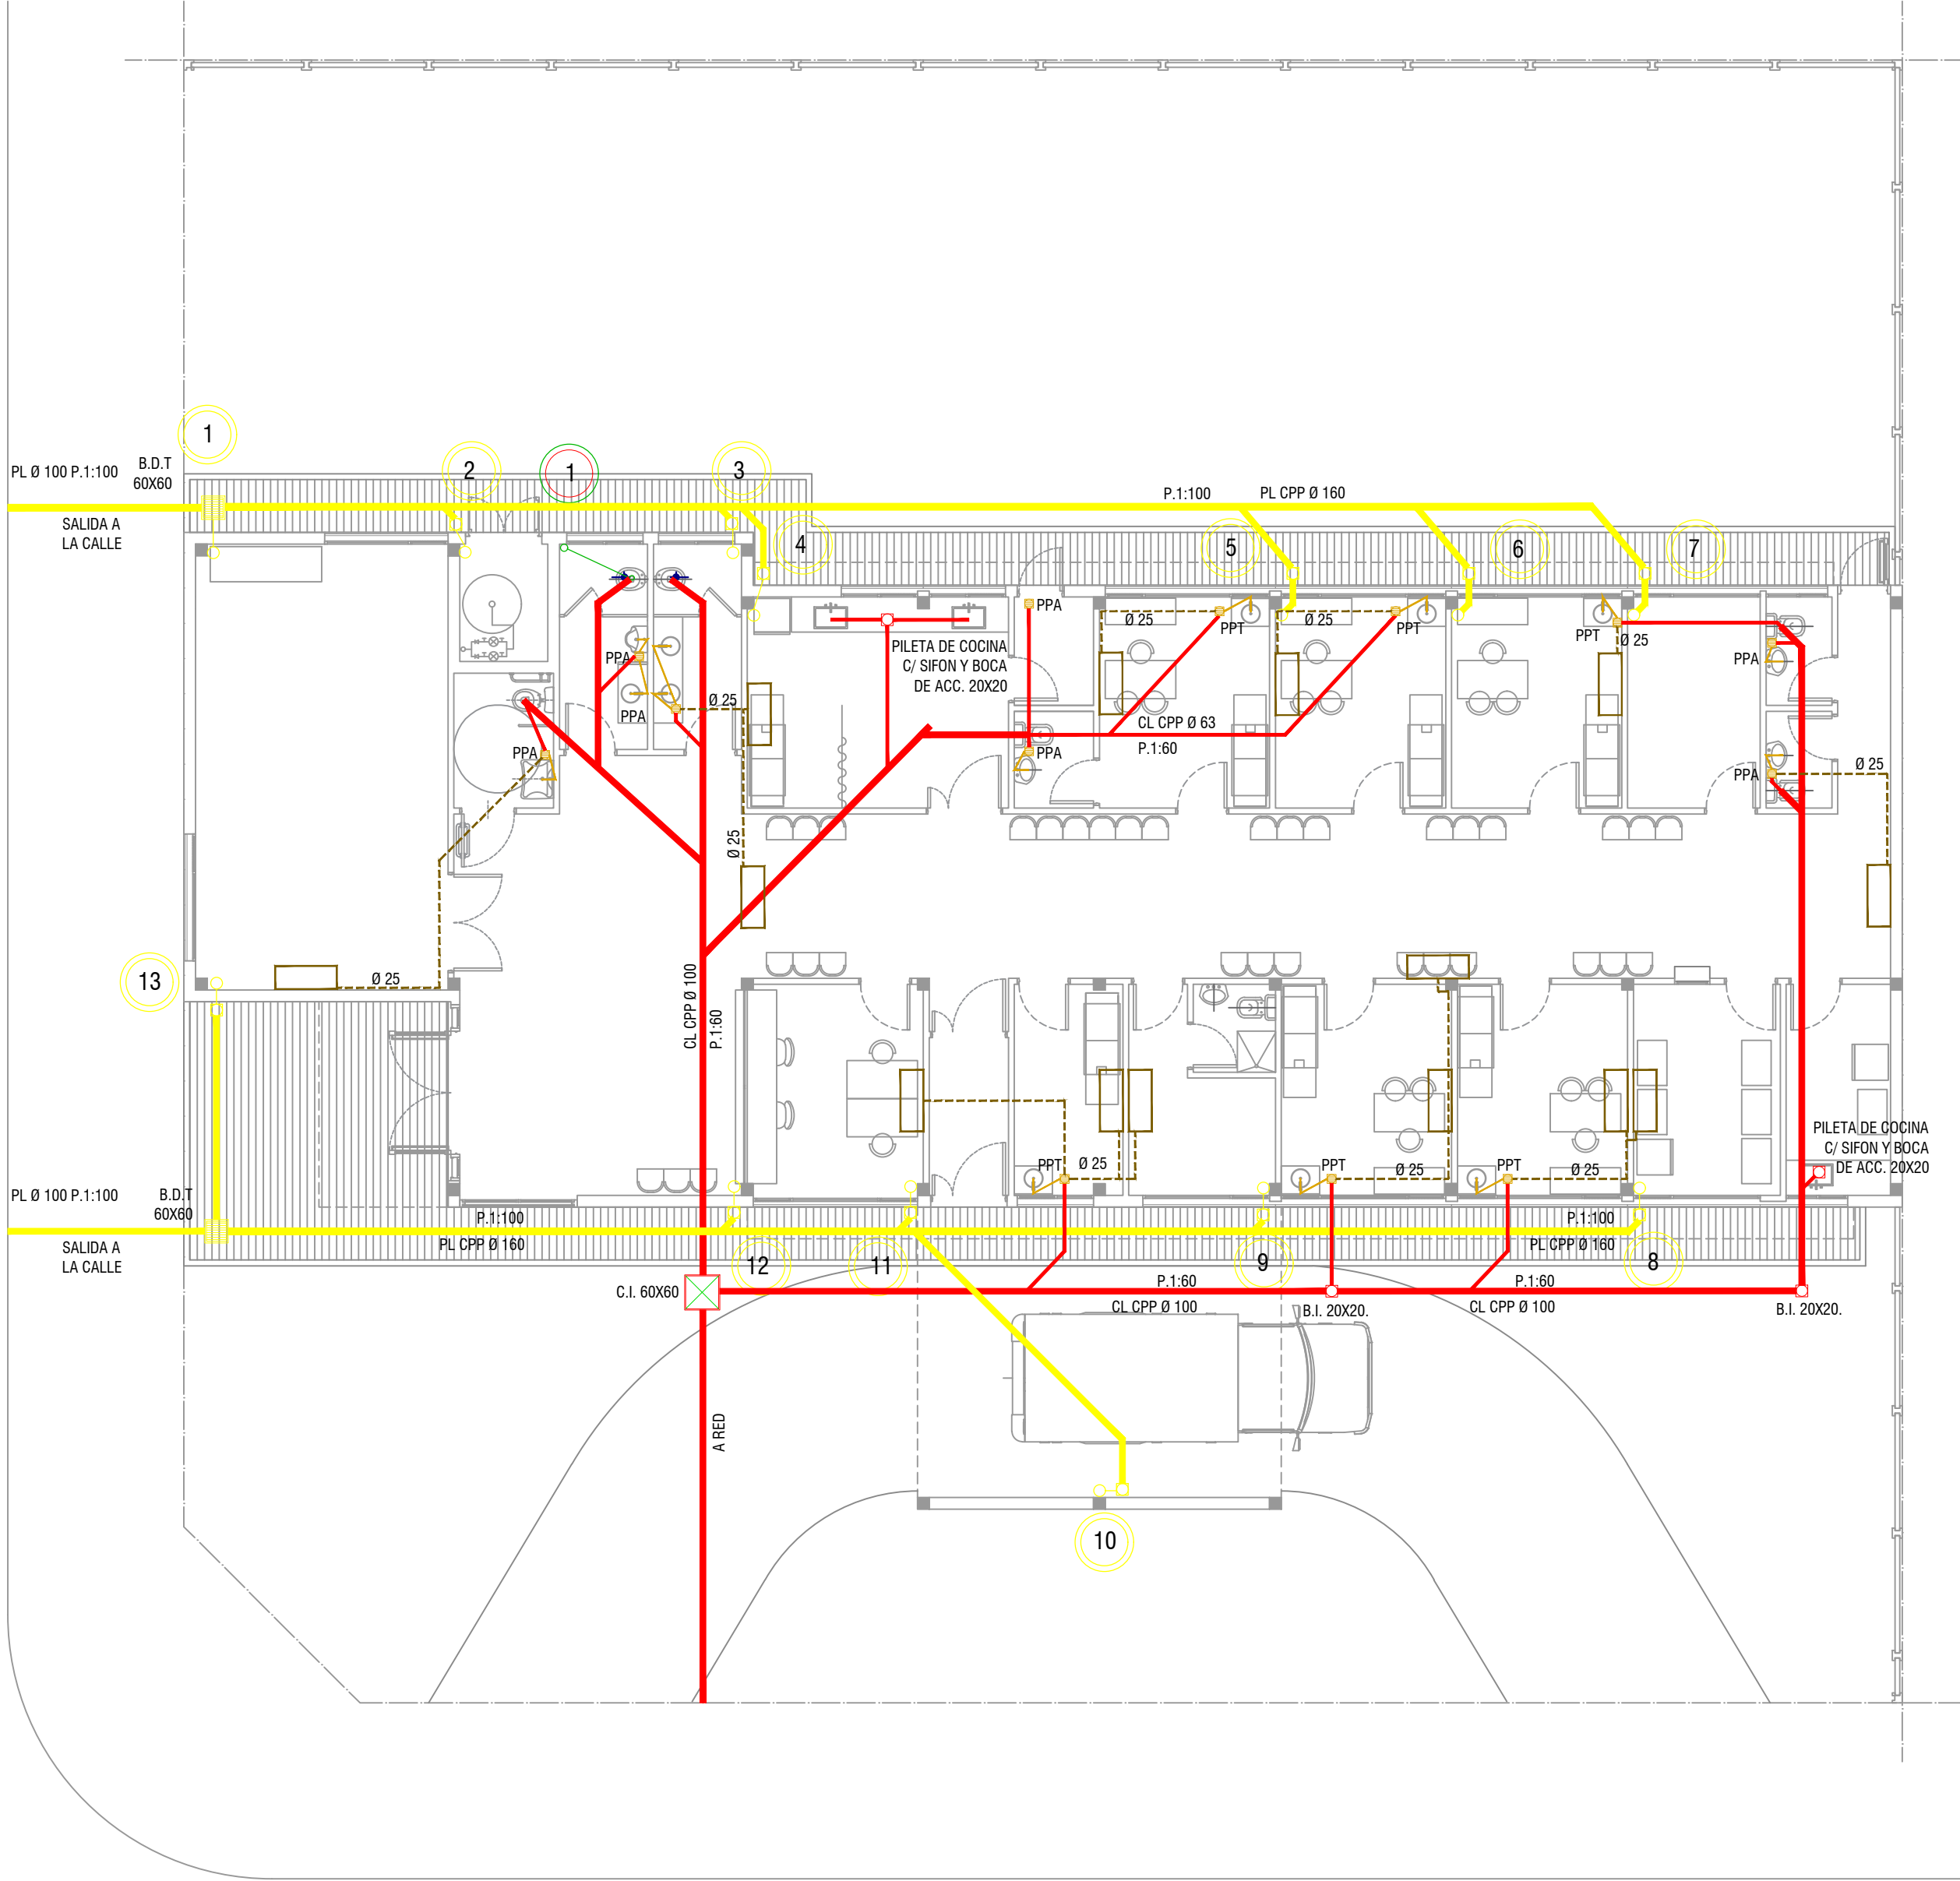 1
PL Ø 100 P.1:100
B.D.T
60X60
SALIDA A
LA CALLE
2
1
3
4
P.1:100
PL CPP Ø 160
5
6
7
PPA
PPA
PPA
Ø 25
PILETA DE COCINA
C/ SIFON Y BOCA
DE ACC. 20X20
PPA
PPA
Ø 25
PPT
Ø 25
PPT
PPT
Ø 25
PPA
CL CPP Ø 63
P.1:60
PPA
Ø 25
Ø 25
13
Ø 25
CL CPP Ø 100
P.1:60
PPT
Ø 25
PPT
Ø 25
PPT
Ø 25
PILETA DE COCINA
C/ SIFON Y BOCA
DE ACC. 20X20
PL Ø 100 P.1:100
B.D.T
60X60
SALIDA A
LA CALLE
P.1:100
PL CPP Ø 160
P.1:100
PL CPP Ø 160
12
11
9
8
C.I. 60X60
P.1:60
CL CPP Ø 100
B.I. 20X20.
P.1:60
CL CPP Ø 100
B.I. 20X20.
A RED
10